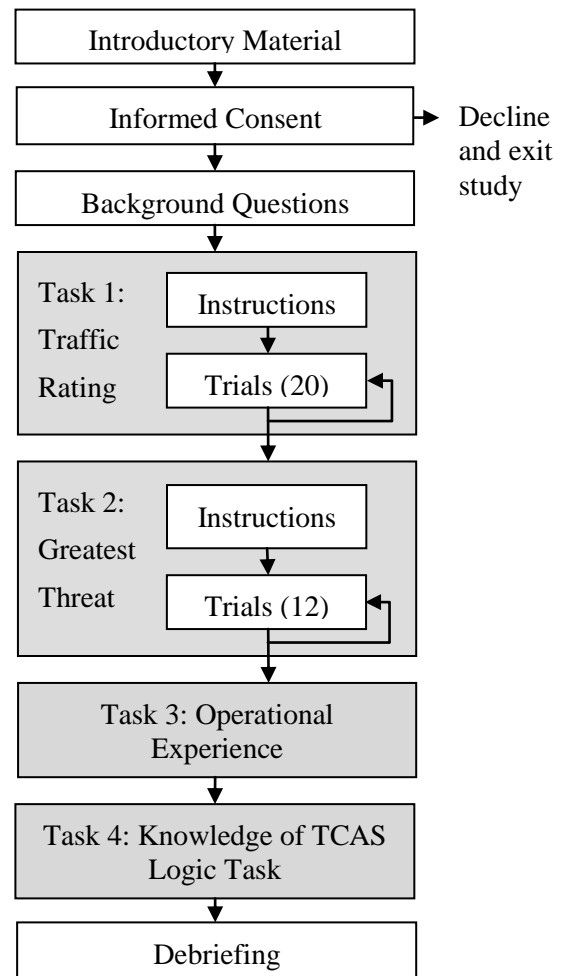 Introductory Material
Informed Consent
Decline
and exit
study
Background Questions
Task 1:
Traffic
Rating
Instructions
Trials (20)
Task 2:
Greatest
Threat
Instructions
Trials (12)
Task 3: Operational
Experience
Task 4: Knowledge of TCAS
Logic Task
Debriefing